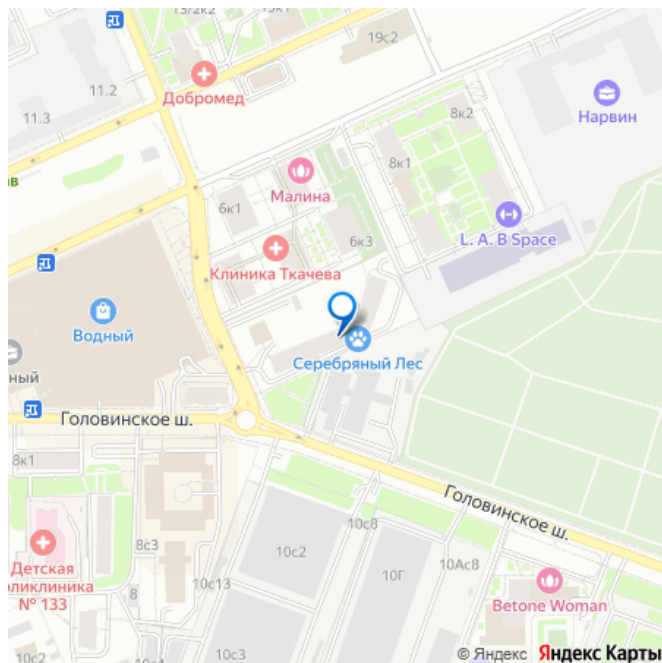 13/2к2
15к1
19с2
11.2
11.3
Добромед
Нарвин
8к2
8к1
Малина
6к1
6к3
L. A. B Space
Клиника Ткачева
Водный
Серебряный Лес
Головинское ш.
8к1
Головинское ш.
10с8
10с2
8с3
Детская
поликлиника
№ 133
10с13
8
10Г
10Ас8
Betone Woman
10с2
10с3
© Яндекс Яндекс Карты